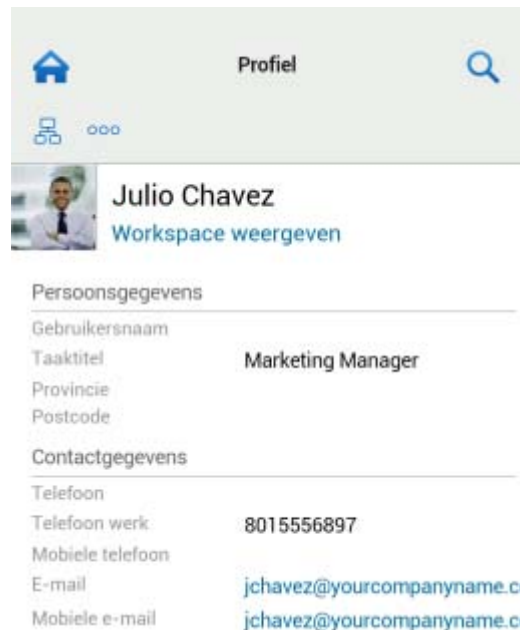 Profiel
Julio Chavez
Workspace weergeven
Persoonsgegevens
Gebruikersnaam
Taaktitel Marketing Manager
Provincie
Postcode
Contactgegevens
Telefoon
Telefoon werk 8015556897
Mobiele telefoon
E-mail jchavez@yourcompanyname.c
Mobiele e-mail jchavez@yourcompanyname.c